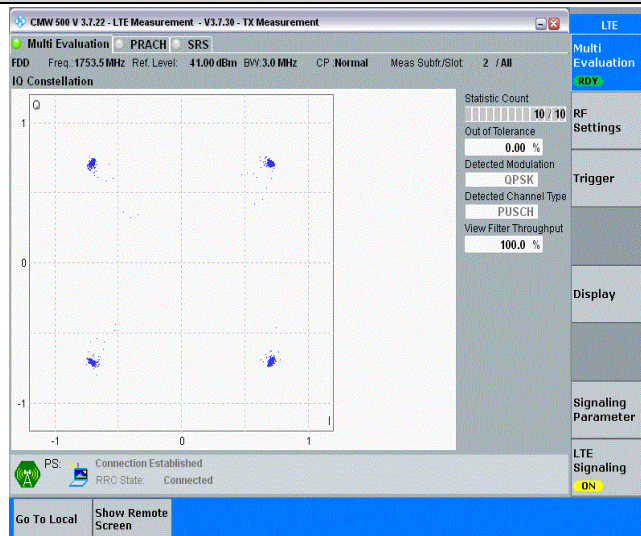 CMW 500 V 3.7.22 - LTE Measurement - V3.7.30 - TX Measurement
LTE
Multi Evaluation PRACH SRS
Multi
Evaluation
RDY
FDD Freq.:1753.5 MHz Ref. Level: 41.00 dBm BW:3.0 MHz CP :Normal Meas Subfr./Slot: 2 / All
IQ Constellation
Q
1
0
-1
I
-1 0 1
Statistic Count
10 / 10
Out of Tolerance
0.00 %
Detected Modulation
QPSK
Detected Channel Type
PUSCH
View Filter Throughput
100.0 %
RF
Settings
Trigger
Display
Signaling
Parameter
LTE
Signaling
ON
PS: Connection Established
RRC State: Connected
Go To Local
Show Remote
Screen